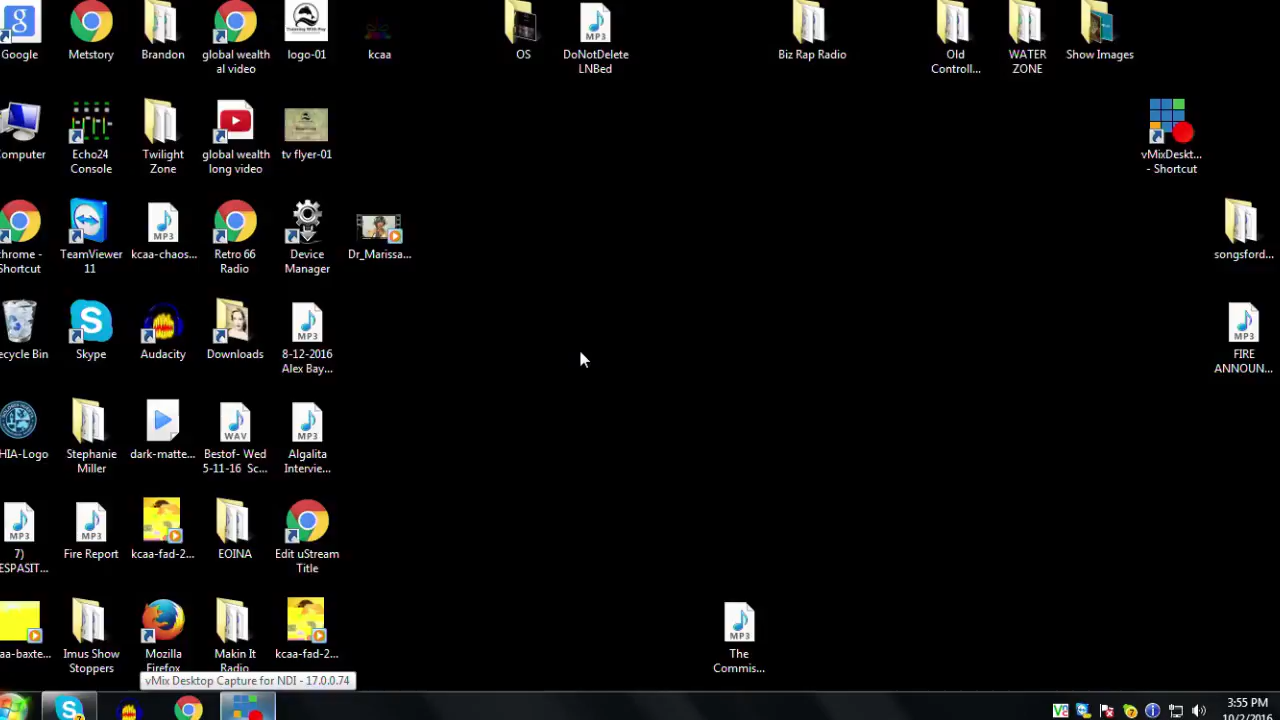 Google
Metstory
Brandon
global wealth
al video
logo-01
kcaa
OS
DoNotDelete
LNBed
Biz Rap Radio
Old
Controll...
WATER
ZONE
Show Images
Computer
Echo24
Console
Twilight
Zone
global wealth
long video
tv flyer-01
vMixDeskt...
- Shortcut
hrome -
Shortcut
TeamViewer
11
kcaa-chaos...
Retro 66
Radio
Device
Manager
Dr_Marissa...
songsford...
ecycle Bin
Skype
Audacity
Downloads
8-12-2016
Alex Bay...
FIRE
ANNOUN...
HIA-Logo
Stephanie
Miller
dark-matte...
Bestof- Wed
5-11-16 Sc...
Algalita
Intervie...
7)
ESPASIT...
Fire Report
kcaa-fad-2...
EOINA
Edit uStream
Title
aa-baxte...
Imus Show
Stoppers
Mozilla
Firefox
Makin It
Radio
kcaa-fad-2...
The
Commis...
vMix Desktop Capture for NDI - 17.0.0.74
3:55 PM
10/2/2016